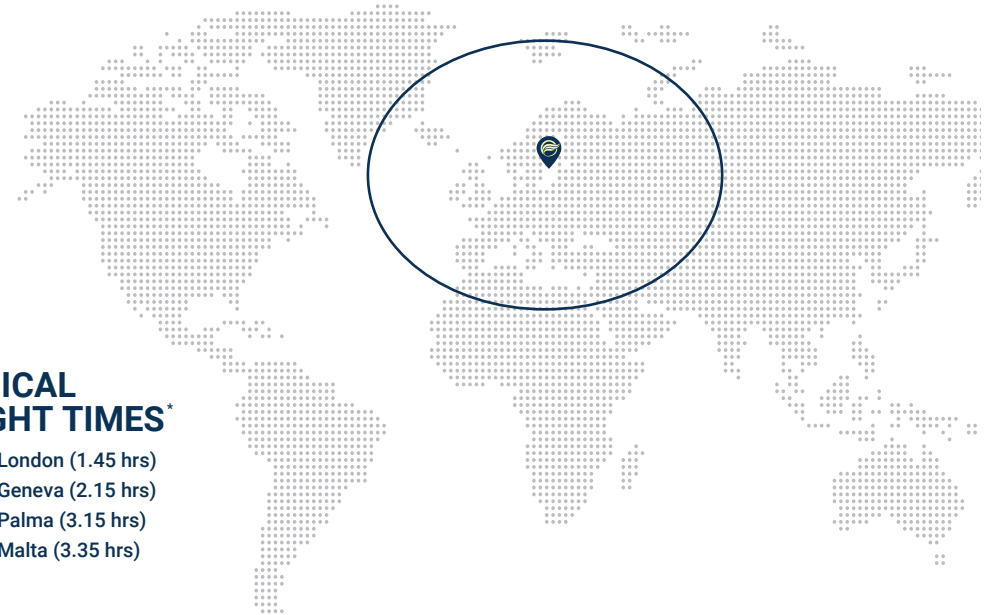 ICAL
GHT TIMES*
London (1.45 hrs)
Geneva (2.15 hrs)
Palma (3.15 hrs)
Malta (3.35 hrs)